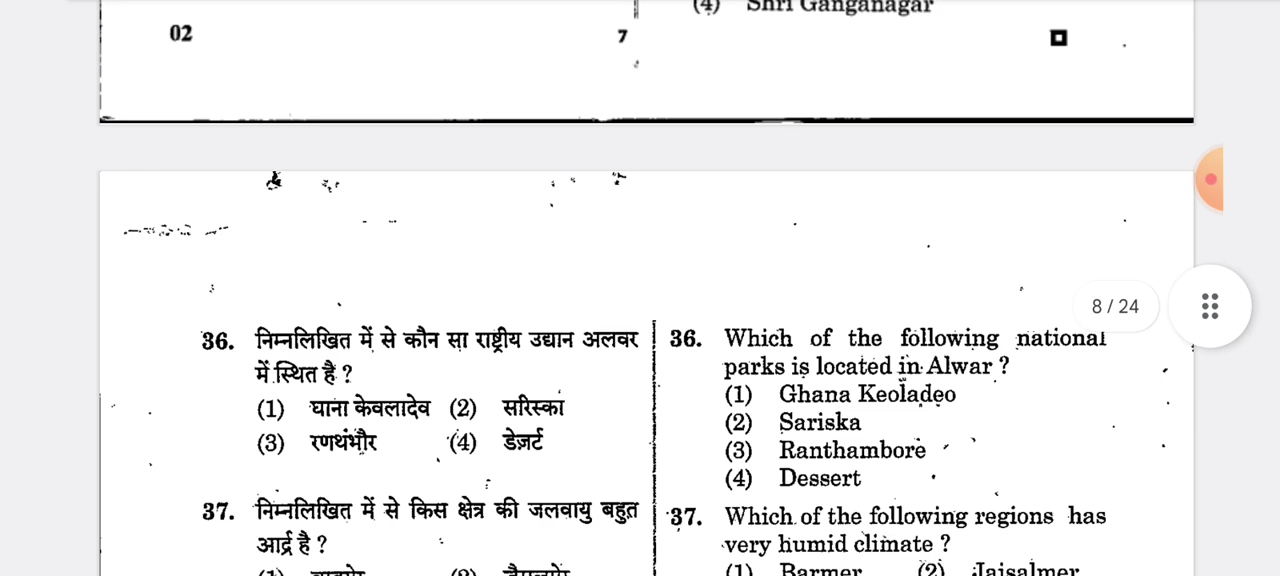 (4) Shri Ganganagar
02
7
8 / 24
36. निम्नलिखित में से कौन सा राष्ट्रीय उद्यान अलवर
में स्थित है ?
(1) घाना केवलादेव (2) सरिस्का
(3) रणथंभौर (4) डेज़र्ट
37. निम्नलिखित में से किस क्षेत्र की जलवायु बहुत
आर्द्र है ?
36. Which of the following national
parks is located in Alwar ?
(1) Ghana Keoladeo
(2) Sariska
(3) Ranthambore
(4) Dessert
37. Which of the following regions has
very humid climate ?
(1) Barmer (2) Jaisalmer